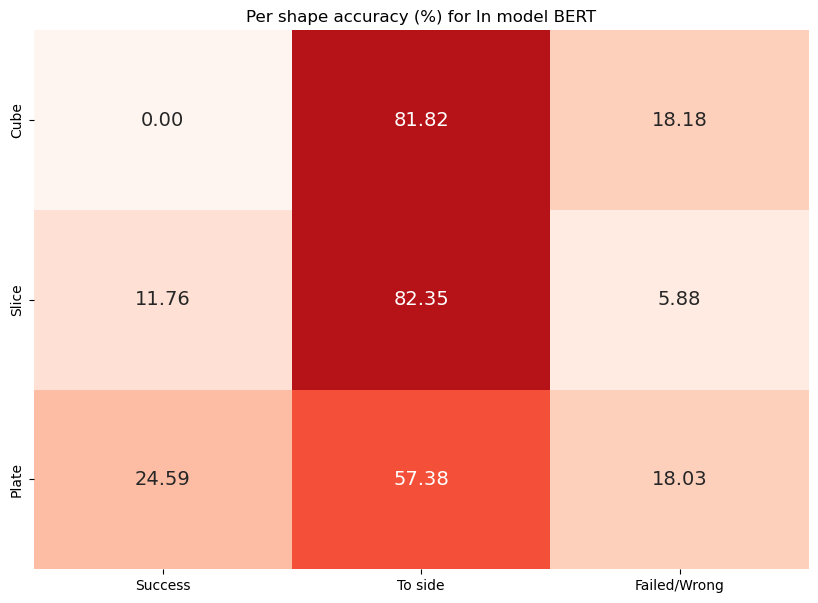 Per shape accuracy (%) for In model BERT
Cube
0.00
81.82
18.18
Slice
11.76
82.35
5.88
Plate
24.59
57.38
18.03
Success
To side
Failed/Wrong